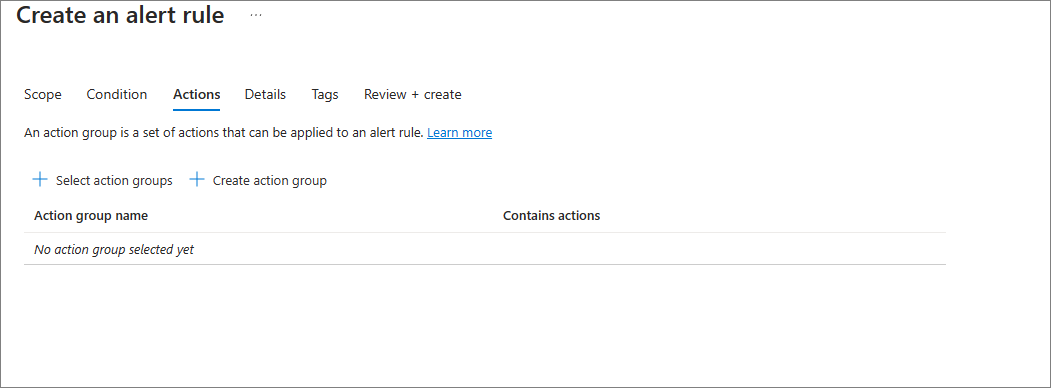 Create an alert rule ...
Scope Condition Actions Details Tags Review + create
An action group is a set of actions that can be applied to an alert rule. Learn more
+ Select action groups + Create action group
Action group name Contains actions
No action group selected yet